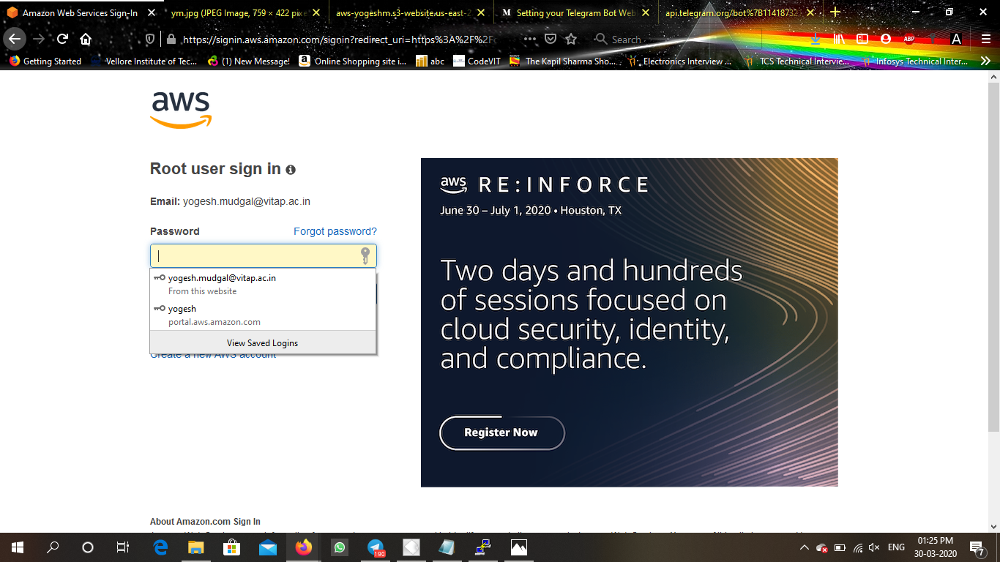 Amazon Web Services Sign-In
ym.jpg (JPEG Image, 759 × 422 pixe
aws-yogeshm.s3-website.us-east-2
Setting your Telegram Bot Web
api.telegram.org/bot%7B11418732
https://signin.aws.amazon.com/signin?redirect_uri=https%3A%2F%2F
Search
ABP
A
Getting Started
Vellore Institute of Tec...
(1) New Message!
Online Shopping site i...
abc
CodeVIT
The Kapil Sharma Sho...
Electronics Interview ...
TCS Technical Intervie...
Infosys Technical Inter...
aws
Root user sign in
Email: yogesh.mudgal@vitap.ac.in
Password
Forgot password?
yogesh.mudgal@vitap.ac.in
From this website
yogesh
portal.aws.amazon.com
View Saved Logins
Create a new AWS account
aws RE:INFORCE
June 30 – July 1, 2020 • Houston, TX
Two days and hundreds
of sessions focused on
cloud security, identity,
and compliance.
Register Now
About Amazon.com Sign In
190
ENG
01:25 PM
30-03-2020
7